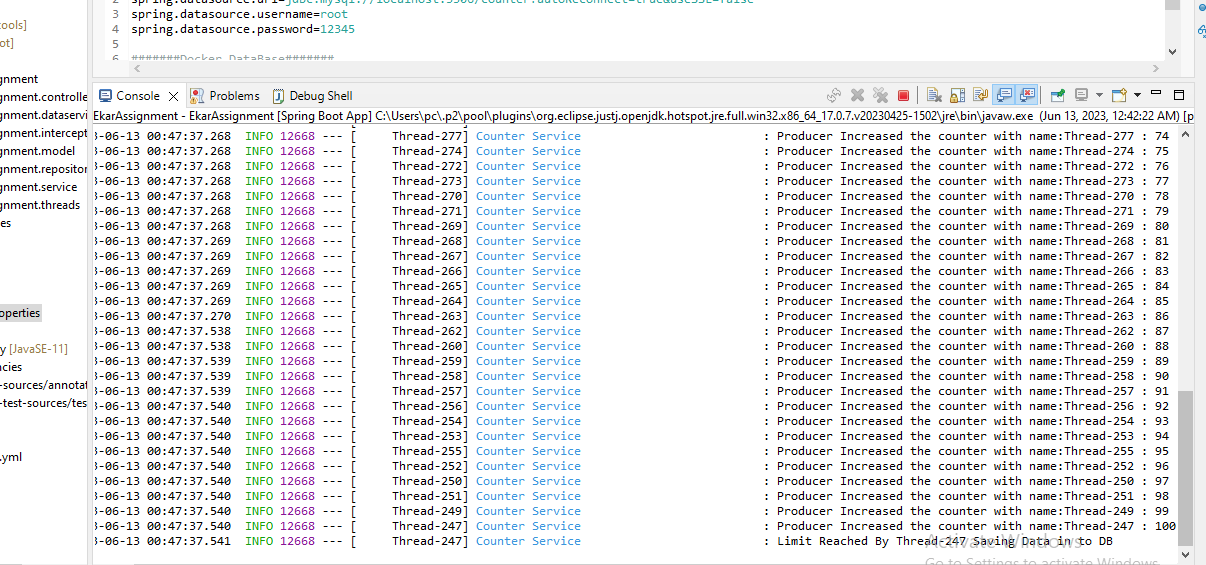 spring.datasource.url=jdbc:mysql://localhost:3306/counter?autoReconnect=true&useSSL=false
3 spring.datasource.username=root
4 spring.datasource.password=12345
5
6 #######Docker DataBase#######
tools]
ot]
gnment
gnment.controlle
gnment.dataservi
gnment.intercept
gnment.model
gnment.repositor
gnment.service
gnment.threads
es
operties
y [JavaSE-11]
cies
-sources/annotat
-test-sources/tes
.yml
Console Problems Debug Shell
EkarAssignment - EkarAssignment [Spring Boot App] C:\Users\pc\.p2\pool\plugins\org.eclipse.justj.openjdk.hotspot.jre.full.win32.x86_64_17.0.7.v20230425-1502\jre\bin\javaw.exe (Jun 13, 2023, 12:42:22 AM) [p
3-06-13 00:47:37.268 INFO 12668 --- [ Thread-277] Counter Service : Producer Increased the counter with name:Thread-277 : 74
3-06-13 00:47:37.268 INFO 12668 --- [ Thread-274] Counter Service : Producer Increased the counter with name:Thread-274 : 75
3-06-13 00:47:37.268 INFO 12668 --- [ Thread-272] Counter Service : Producer Increased the counter with name:Thread-272 : 76
3-06-13 00:47:37.268 INFO 12668 --- [ Thread-273] Counter Service : Producer Increased the counter with name:Thread-273 : 77
3-06-13 00:47:37.268 INFO 12668 --- [ Thread-270] Counter Service : Producer Increased the counter with name:Thread-270 : 78
3-06-13 00:47:37.268 INFO 12668 --- [ Thread-271] Counter Service : Producer Increased the counter with name:Thread-271 : 79
3-06-13 00:47:37.269 INFO 12668 --- [ Thread-269] Counter Service : Producer Increased the counter with name:Thread-269 : 80
3-06-13 00:47:37.269 INFO 12668 --- [ Thread-268] Counter Service : Producer Increased the counter with name:Thread-268 : 81
3-06-13 00:47:37.269 INFO 12668 --- [ Thread-267] Counter Service : Producer Increased the counter with name:Thread-267 : 82
3-06-13 00:47:37.269 INFO 12668 --- [ Thread-266] Counter Service : Producer Increased the counter with name:Thread-266 : 83
3-06-13 00:47:37.269 INFO 12668 --- [ Thread-265] Counter Service : Producer Increased the counter with name:Thread-265 : 84
3-06-13 00:47:37.269 INFO 12668 --- [ Thread-264] Counter Service : Producer Increased the counter with name:Thread-264 : 85
3-06-13 00:47:37.270 INFO 12668 --- [ Thread-263] Counter Service : Producer Increased the counter with name:Thread-263 : 86
3-06-13 00:47:37.538 INFO 12668 --- [ Thread-262] Counter Service : Producer Increased the counter with name:Thread-262 : 87
3-06-13 00:47:37.538 INFO 12668 --- [ Thread-260] Counter Service : Producer Increased the counter with name:Thread-260 : 88
3-06-13 00:47:37.539 INFO 12668 --- [ Thread-259] Counter Service : Producer Increased the counter with name:Thread-259 : 89
3-06-13 00:47:37.539 INFO 12668 --- [ Thread-258] Counter Service : Producer Increased the counter with name:Thread-258 : 90
3-06-13 00:47:37.539 INFO 12668 --- [ Thread-257] Counter Service : Producer Increased the counter with name:Thread-257 : 91
3-06-13 00:47:37.540 INFO 12668 --- [ Thread-256] Counter Service : Producer Increased the counter with name:Thread-256 : 92
3-06-13 00:47:37.540 INFO 12668 --- [ Thread-254] Counter Service : Producer Increased the counter with name:Thread-254 : 93
3-06-13 00:47:37.540 INFO 12668 --- [ Thread-253] Counter Service : Producer Increased the counter with name:Thread-253 : 94
3-06-13 00:47:37.540 INFO 12668 --- [ Thread-255] Counter Service : Producer Increased the counter with name:Thread-255 : 95
3-06-13 00:47:37.540 INFO 12668 --- [ Thread-252] Counter Service : Producer Increased the counter with name:Thread-252 : 96
3-06-13 00:47:37.540 INFO 12668 --- [ Thread-250] Counter Service : Producer Increased the counter with name:Thread-250 : 97
3-06-13 00:47:37.540 INFO 12668 --- [ Thread-251] Counter Service : Producer Increased the counter with name:Thread-251 : 98
3-06-13 00:47:37.540 INFO 12668 --- [ Thread-249] Counter Service : Producer Increased the counter with name:Thread-249 : 99
3-06-13 00:47:37.540 INFO 12668 --- [ Thread-247] Counter Service : Producer Increased the counter with name:Thread-247 : 100
3-06-13 00:47:37.541 INFO 12668 --- [ Thread-247] Counter Service : Limit Reached By Thread-247 Saving Data in to DB
Activate Windows
Go to Settings to activate Windows.